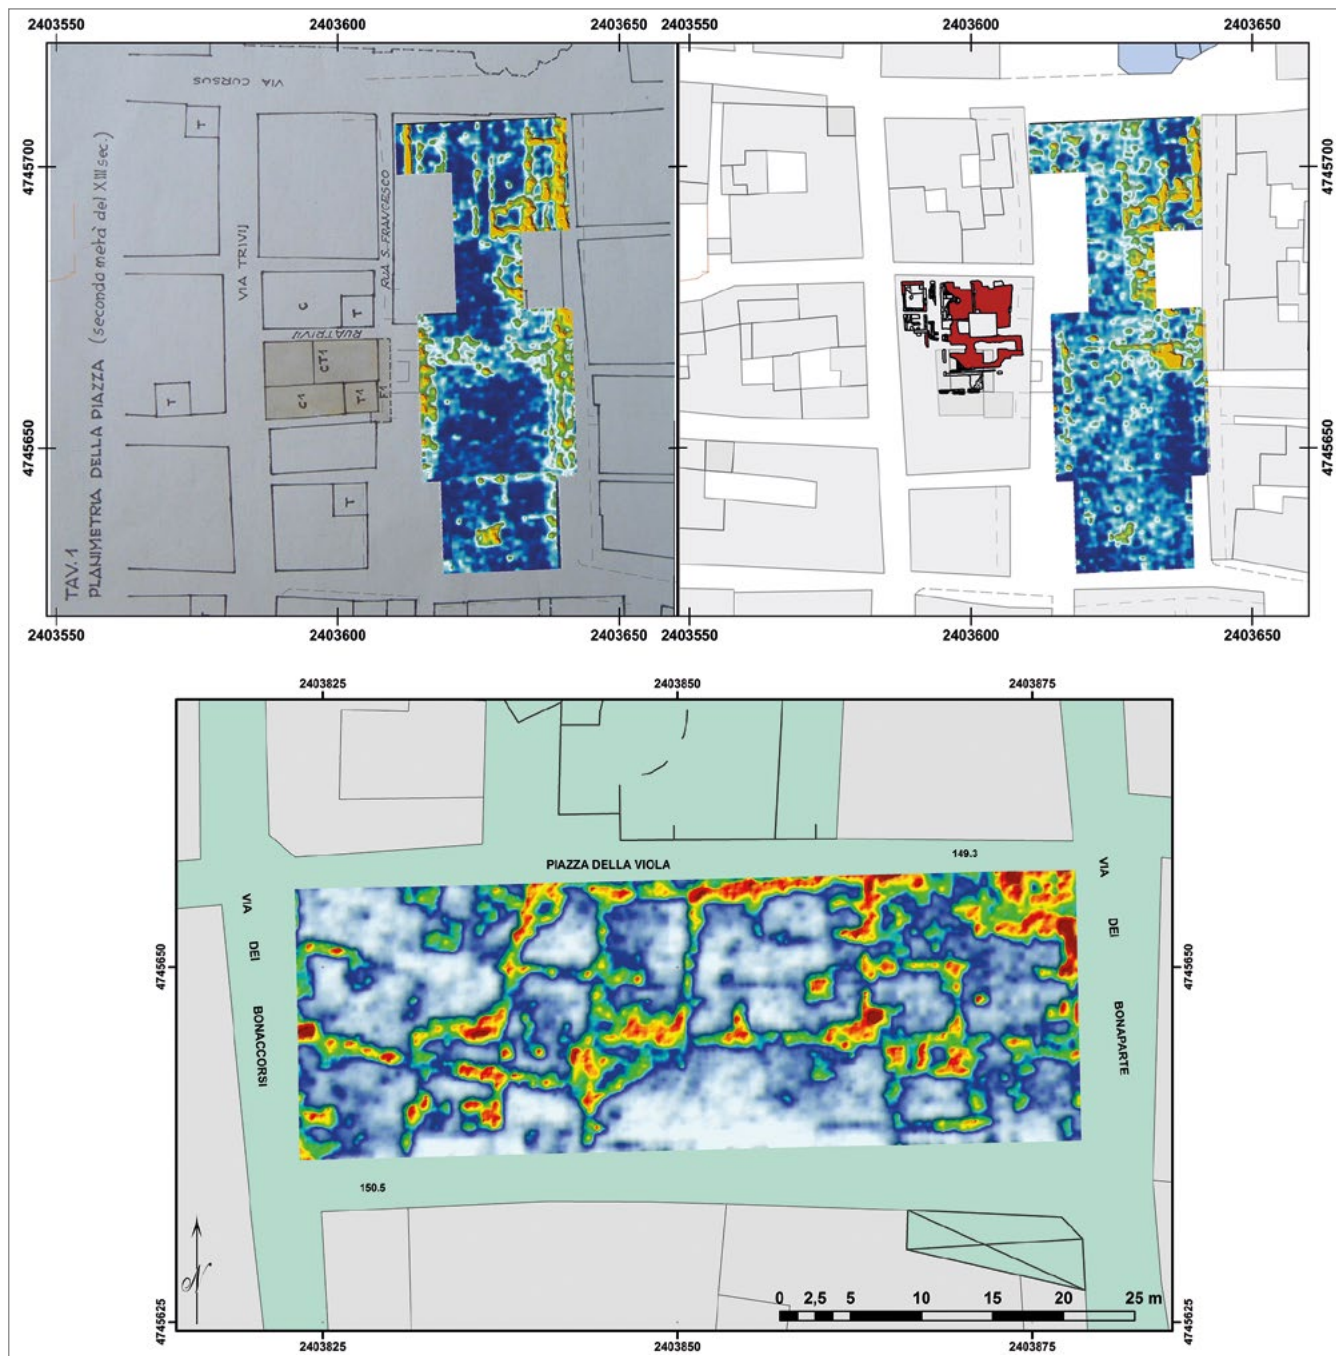 2403550 2403600 2403650 2403550 2403600 2403650
4745700
4745650
4745700
4745650
TAV. 1
PLANIMETRIA DELLA PIAZZA (seconda metà del XIII sec.)
VIA CURSUS
VIA TRIVIJ
RUA S. FRANCESCO
RUA TRIVIJ
T
C
T
CT1
C1
T1
F1
T
T
T
2403550 2403600 2403650 2403550 2403600 2403650
2403825 2403850 2403875
PIAZZA DELLA VIOLA
149.3
VIA
DEI
BONACCORSI
VIA
DEI
BONAPARTE
4745650
4745650
150.5
N
0 2,5 5 10 15 20 25 m
4745625
4745625
2403825 2403850 2403875